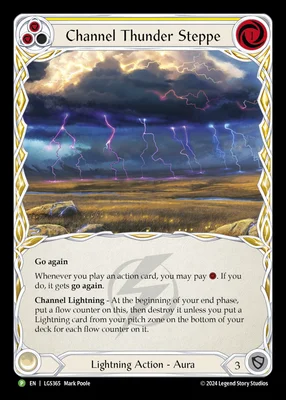 Channel Thunder Steppe
Go again
Whenever you play an action card, you may pay . If you
do, it gets go again.
Channel Lightning - At the beginning of your end phase,
put a flow counter on this, then destroy it unless you put a
Lightning card from your pitch zone on the bottom of your
deck for each flow counter on it.
Lightning Action - Aura
3
P EN | LGS365 Mark Poole
© 2024 Legend Story Studios